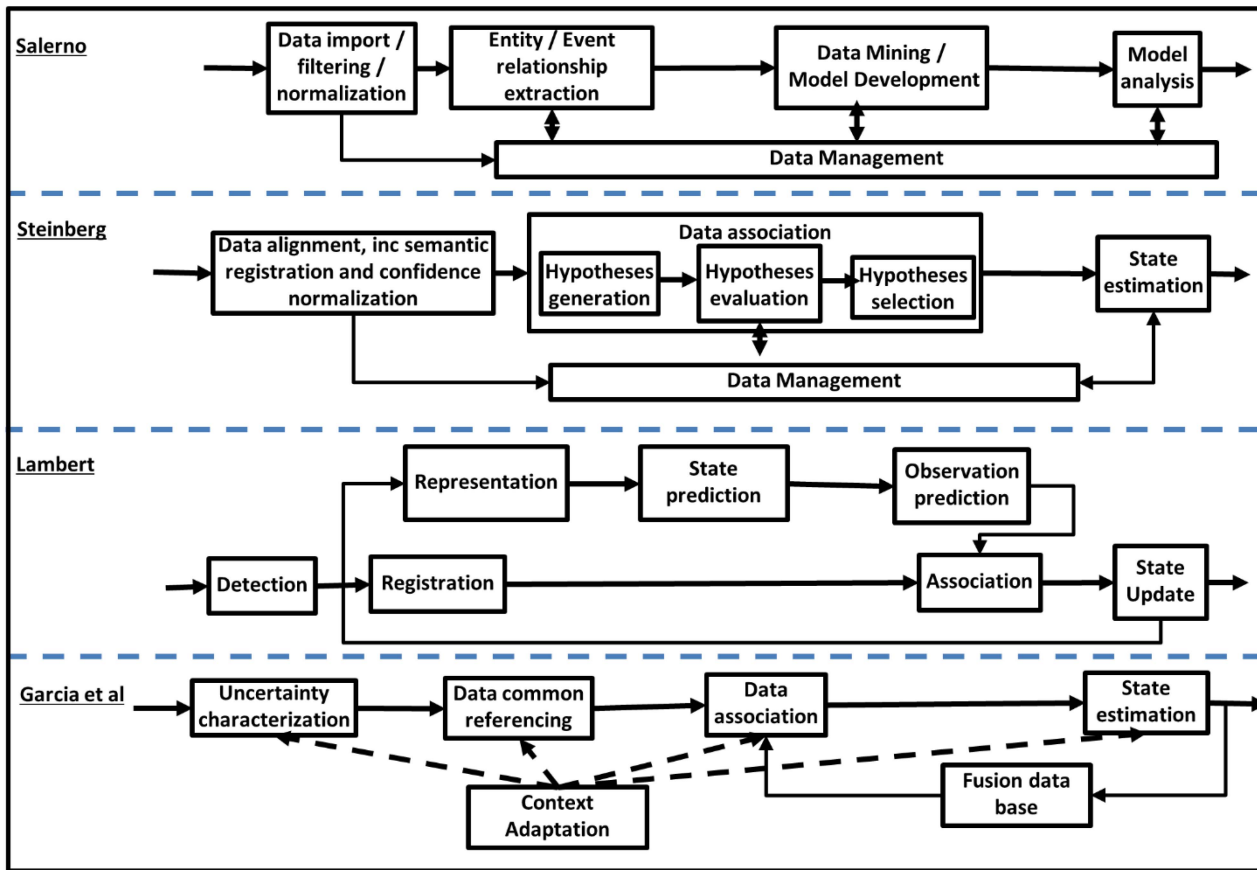 Salerno
Data import /
filtering /
normalization
Entity / Event
relationship
extraction
Data Mining /
Model Development
Model
analysis
Data Management
Steinberg
Data alignment, inc semantic
registration and confidence
normalization
Data association
Hypotheses
generation
Hypotheses
evaluation
Hypotheses
selection
State
estimation
Data Management
Lambert
Representation
State
prediction
Observation
prediction
Detection
Registration
Association
State
Update
Garcia et al
Uncertainty
characterization
Data common
referencing
Data
association
State
estimation
Context
Adaptation
Fusion data
base